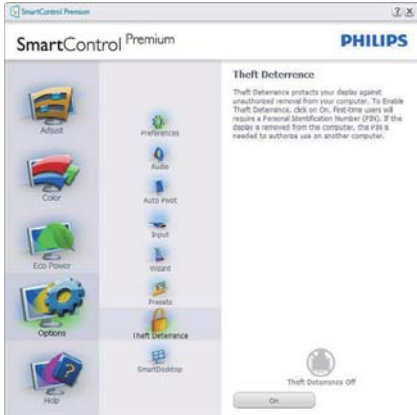 SmartControl Premium
SmartControl Premium
PHILIPS
Adjust
Color
Eco Power
Options
Help
Preferences
Audio
Auto Pivot
Input
Wizard
Presets
Theft Deterrence
SmartDesktop
Theft Deterrence
Theft Deterrence protects your display against
unauthorized removal from your computer. To Enable
Theft Deterrence, click on On. First-time users will
require a Personal Identification Number (PIN). If the
display is removed from the computer, this PIN is
needed to authorize use on another computer.
Theft Deterrence Off
On